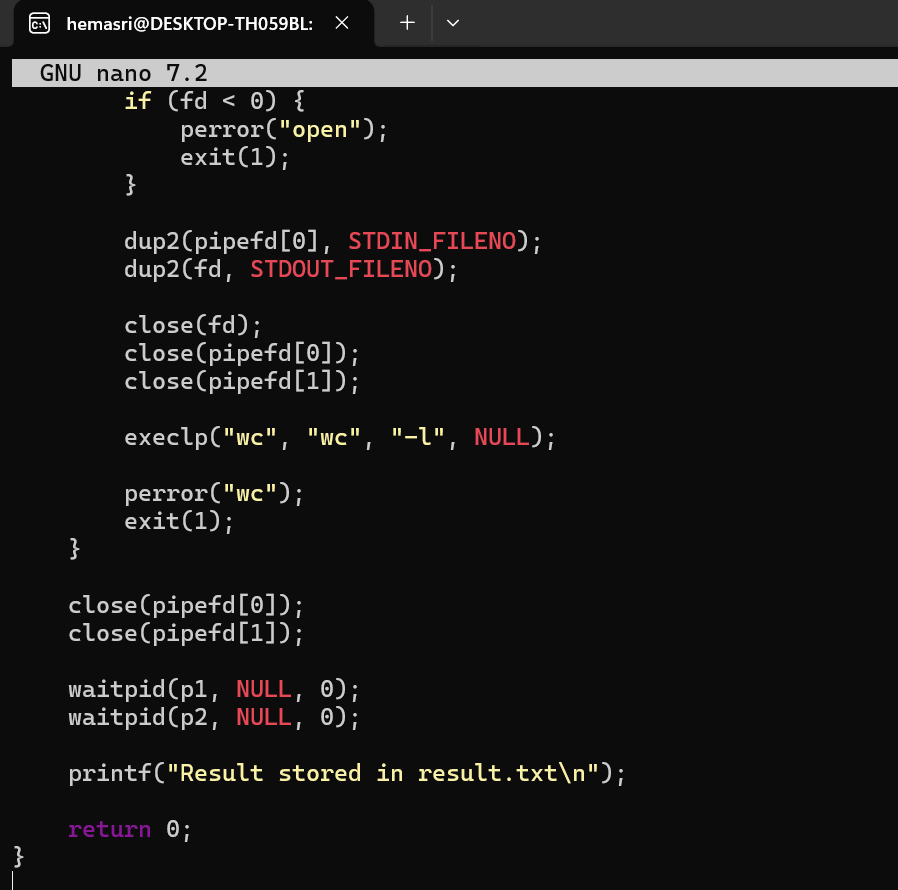 hemasri@DESKTOP-TH059BL:
GNU nano 7.2
        if (fd < 0) {
            perror("open");
            exit(1);
        }

        dup2(pipefd[0], STDIN_FILENO);
        dup2(fd, STDOUT_FILENO);

        close(fd);
        close(pipefd[0]);
        close(pipefd[1]);

        execlp("wc", "wc", "-l", NULL);

        perror("wc");
        exit(1);
    }

    close(pipefd[0]);
    close(pipefd[1]);

    waitpid(p1, NULL, 0);
    waitpid(p2, NULL, 0);

    printf("Result stored in result.txt\n");

    return 0;
}